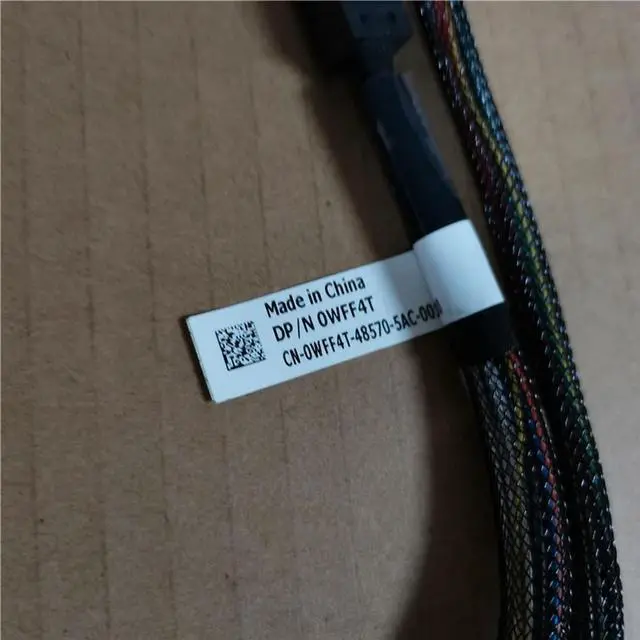 Made in China
DP/N 0WFF4T
CN-0WFF4T-48570-5AC-00